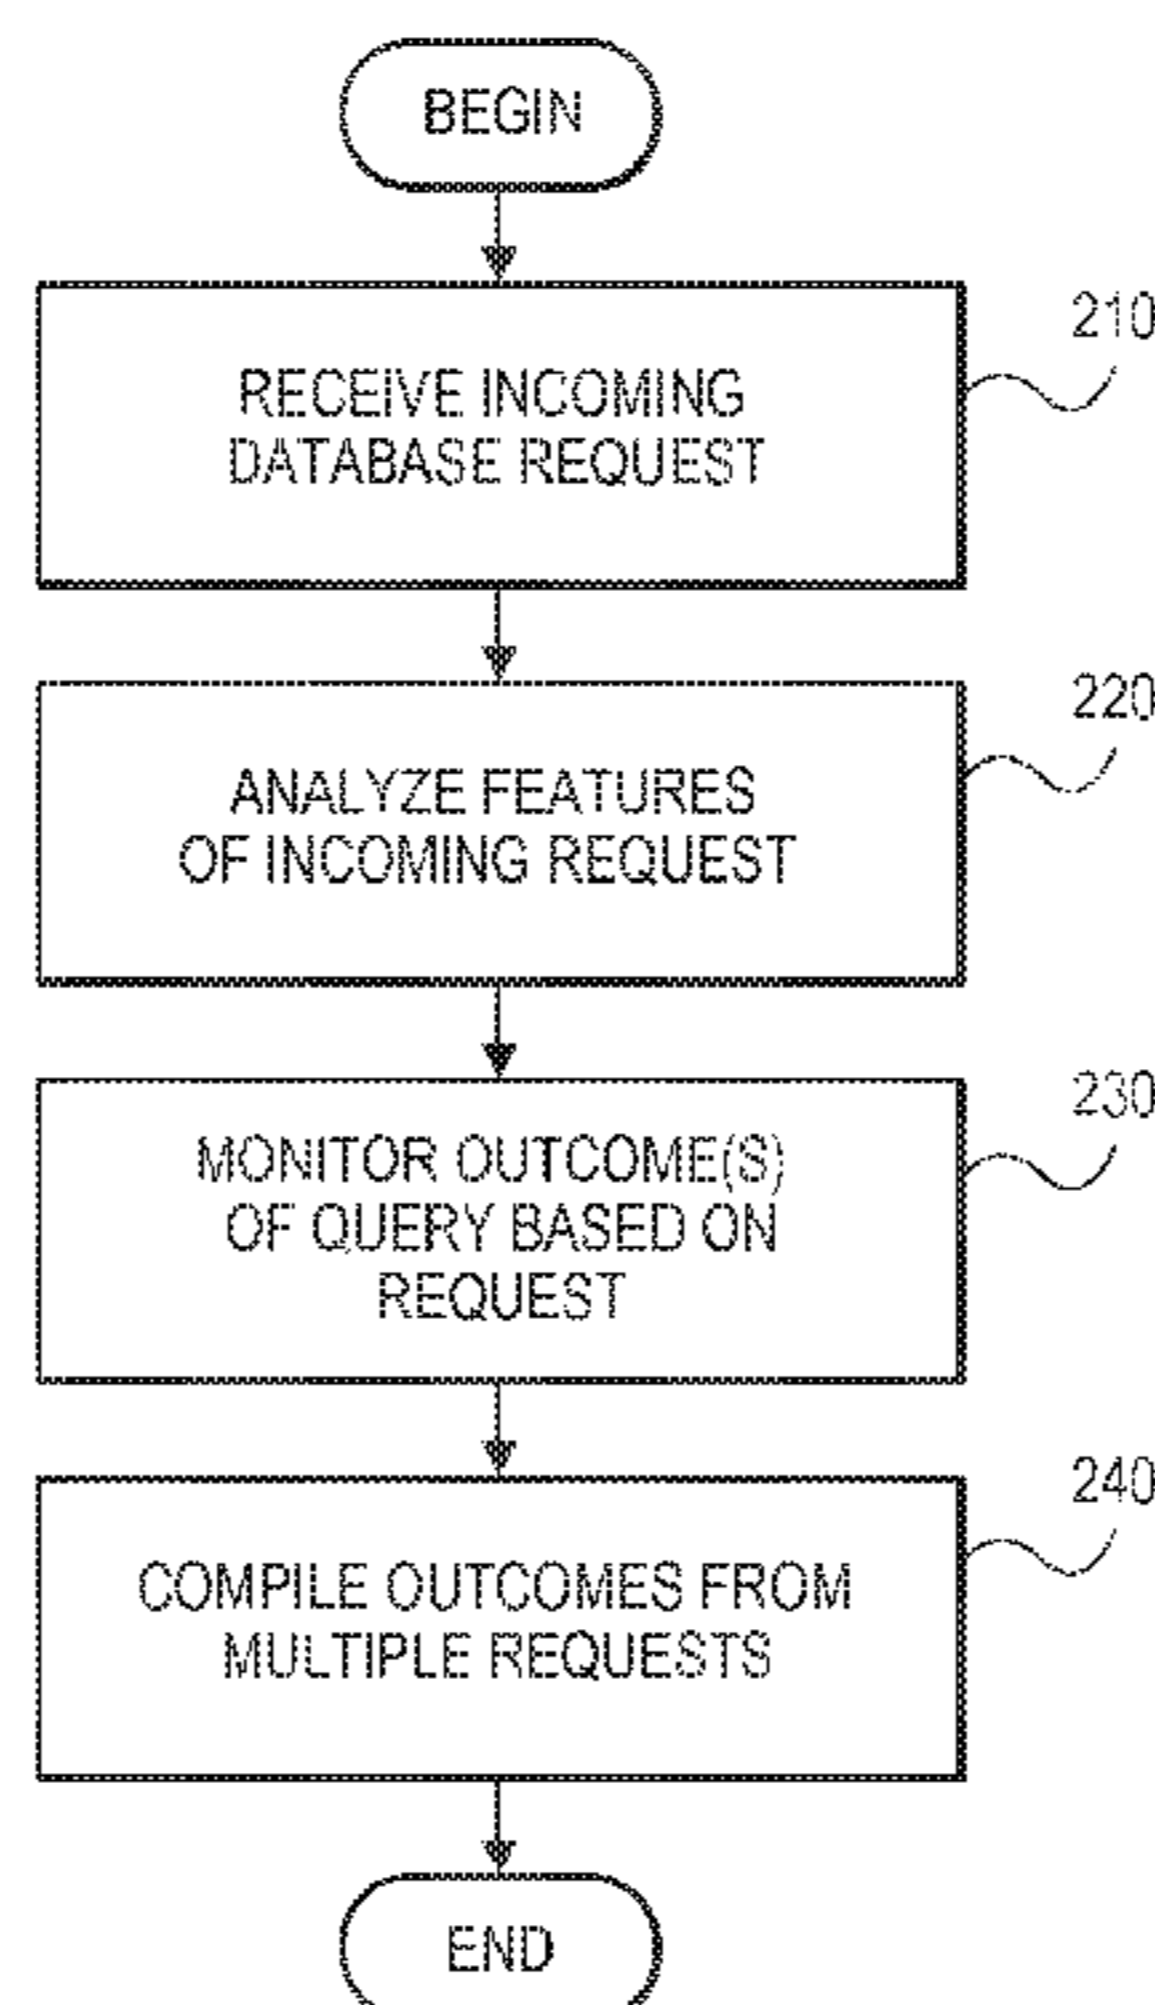 BEGIN
210
RECEIVE INCOMING
DATABASE REQUEST
220
ANALYZE FEATURES
OF INCOMING REQUEST
230
MONITOR OUTCOME(S)
OF QUERY BASED ON
REQUEST
240
COMPILE OUTCOMES FROM
MULTIPLE REQUESTS
END